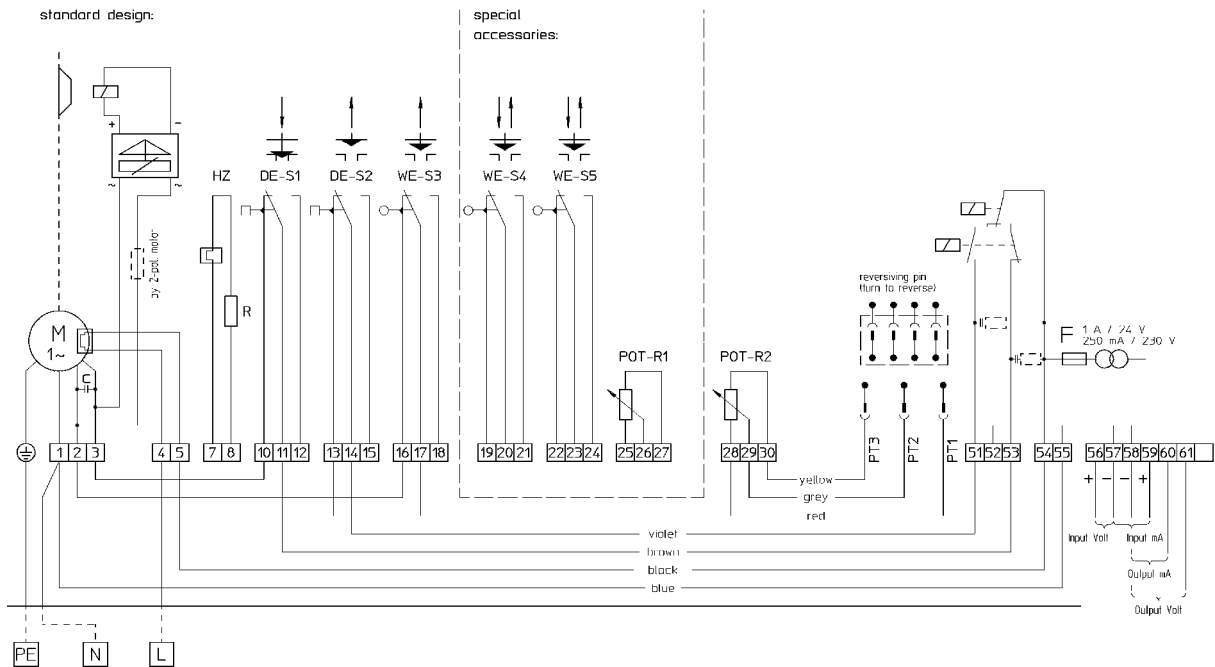 standard design:
special
accessories:
+ -
~ ~
HZ DE-S1 DE-S2 WE-S3 WE-S4 WE-S5
by 2-pol. motor
R
reversiving pin
(turn to reverse)
M
1~
C
F 1 A / 24 V
250 mA / 230 V
POT-R1 POT-R2
PT3 PT2 PT1
1 2 3 4 5 7 8 10 11 12 13 14 15 16 17 18 19 20 21 22 23 24 25 26 27 28 29 30 51 52 53 54 55 56 57 58 59 60 61
+ - - +
yellow
grey
red
violet
brown
black
blue
Input Volt Input mA
Output mA
Output Volt
PE N L